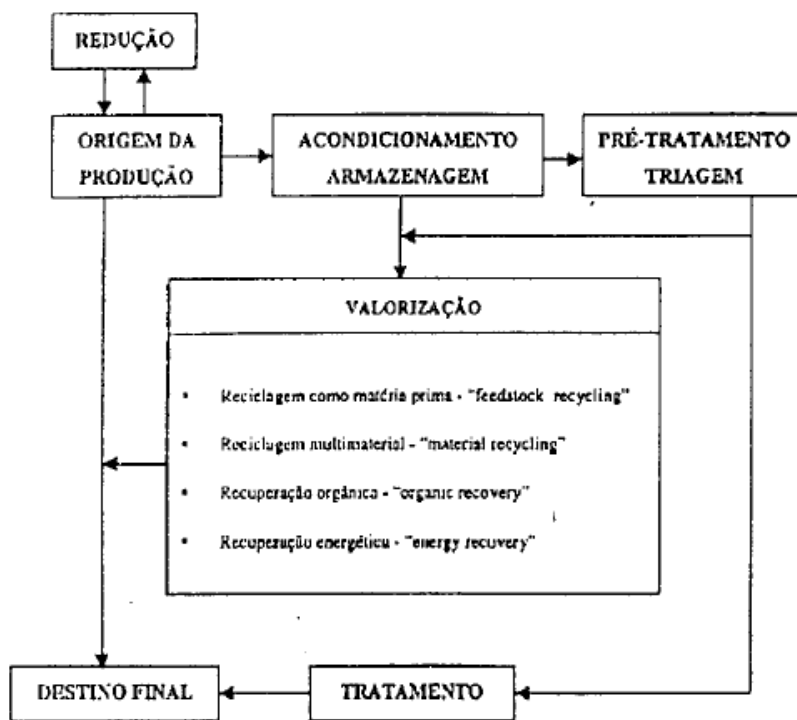 REDUÇÃO
ORIGEM DA
PRODUÇÃO
ACONDICIONAMENTO
ARMAZENAGEM
PRÉ-TRATAMENTO
TRIAGEM
VALORIZAÇÃO
• Reciclagem como matéria prima - "feedstock recycling"
• Reciclagem multimaterial - "material recycling"
• Recuperação orgânica - "organic recovery"
• Recuperação energética - "energy recovery"
DESTINO FINAL
TRATAMENTO